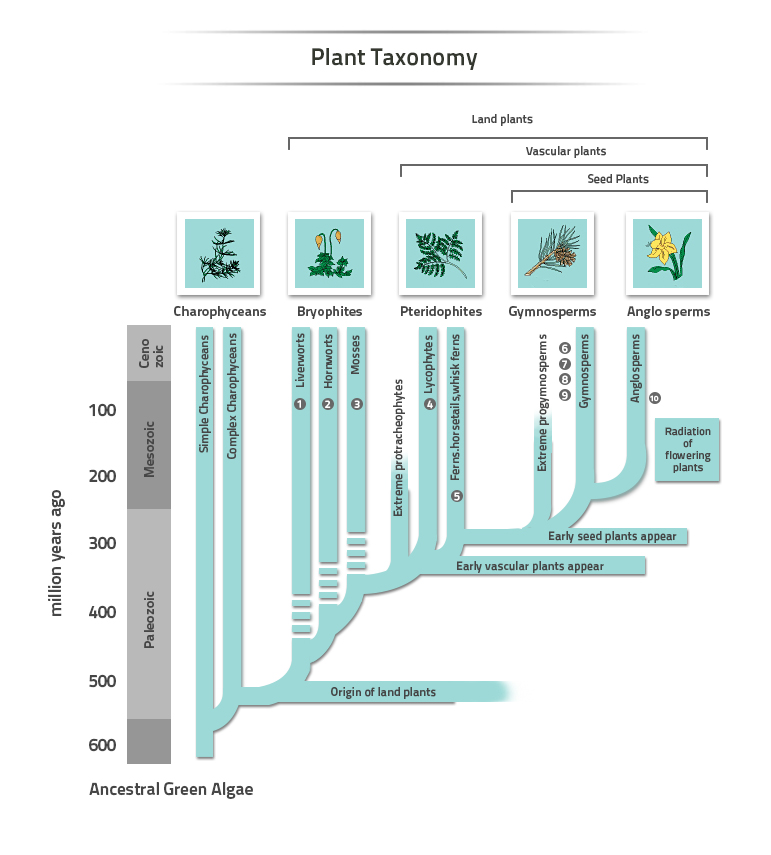 Plant Taxonomy
Land plants
Vascular plants
Seed Plants
Charophyceans
Bryophites
Pteridophites
Gymnosperms
Anglo sperms
Ceno
zoic
Mesozoic
Paleozoic
million years ago
100
200
300
400
500
600
Simple Charophyceans
Complex Charophyceans
Liverworts
1
Hornworts
2
Mosses
3
Extreme protracheophytes
Lycophytes
4
Ferns.horsetails,whisk ferns
5
Extreme progymnosperms
6
7
8
9
Gymnosperms
Anglo sperms
10
Radiation
of
flowering
plants
Early seed plants appear
Early vascular plants appear
Origin of land plants
Ancestral Green Algae